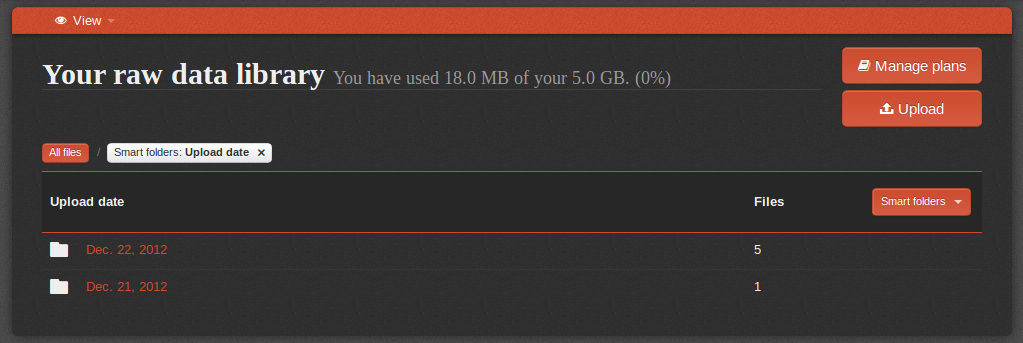 View
Your raw data library You have used 18.0 MB of your 5.0 GB. (0%)
Manage plans
Upload
All files / Smart folders: Upload date ×
Upload date Files Smart folders
Dec. 22, 2012 5
Dec. 21, 2012 1